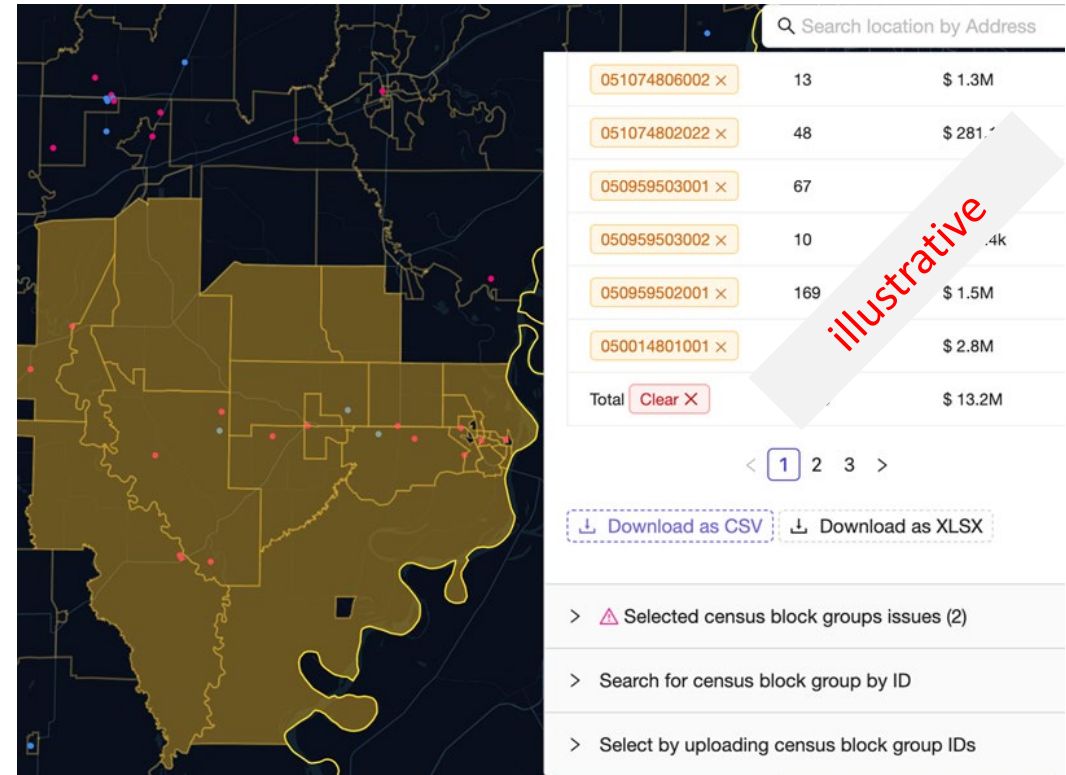 Search location by Address
051074806002 × 13 $ 1.3M
051074802022 × 48 $ 281.
050959503001 × 67
050959503002 × 10 4k
050959502001 × 169 $ 1.5M
050014801001 × $ 2.8M
Total Clear × $ 13.2M
illustrative
< 1 2 3 >
Download as CSV Download as XLSX
> Selected census block groups issues (2)
> Search for census block group by ID
> Select by uploading census block group IDs